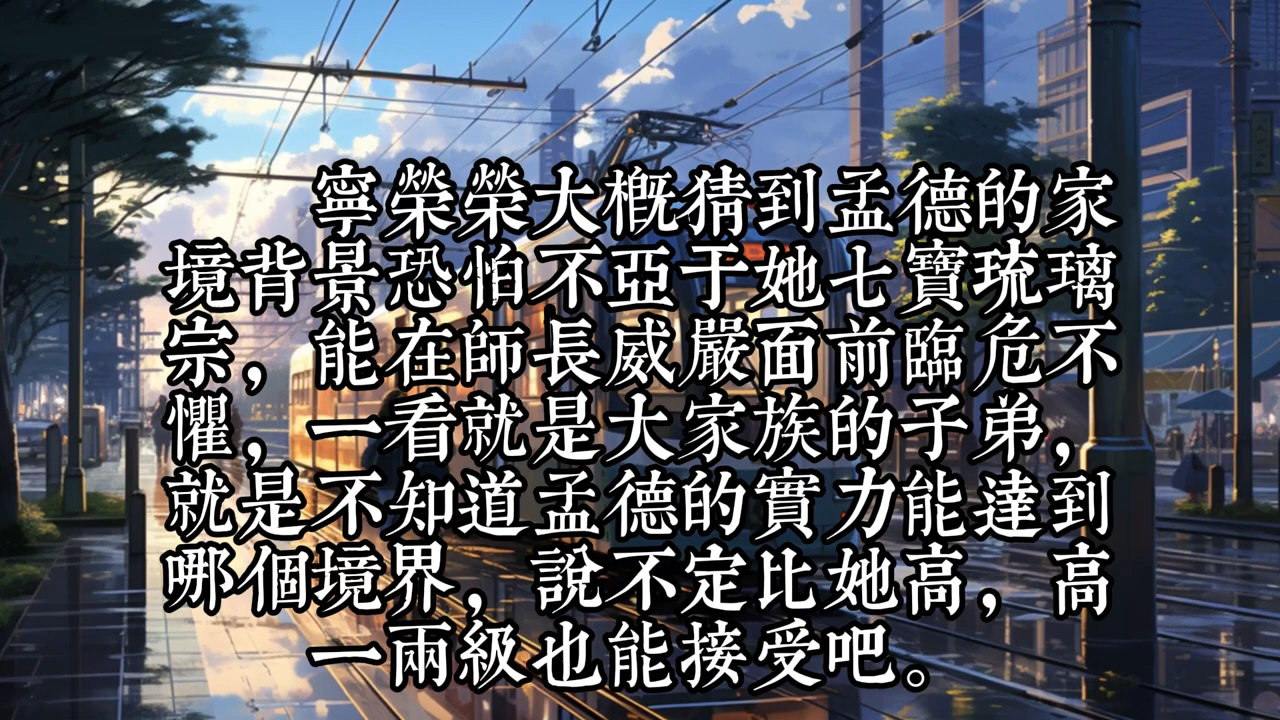 寧榮榮大概猜到孟德的家
境背景恐怕不亞于她七寶琉璃
宗，能在師長威嚴面前臨危不
懼，一看就是大家族的子弟，
就是不知道孟德的實力能達到
哪個境界，說不定比她高，高
一兩級也能接受吧。